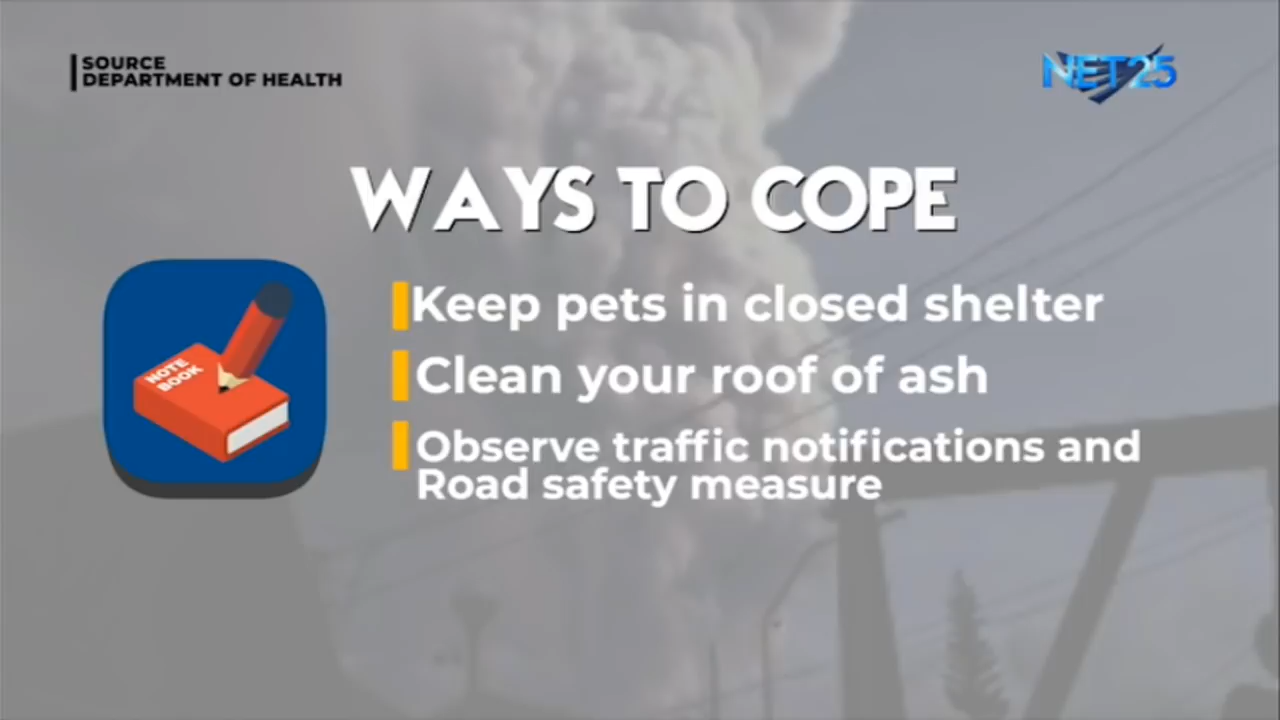 SOURCE
DEPARTMENT OF HEALTH
NET25
WAYS TO COPE
NOTE
BOOK
Keep pets in closed shelter
Clean your roof of ash
Observe traffic notifications and
Road safety measure